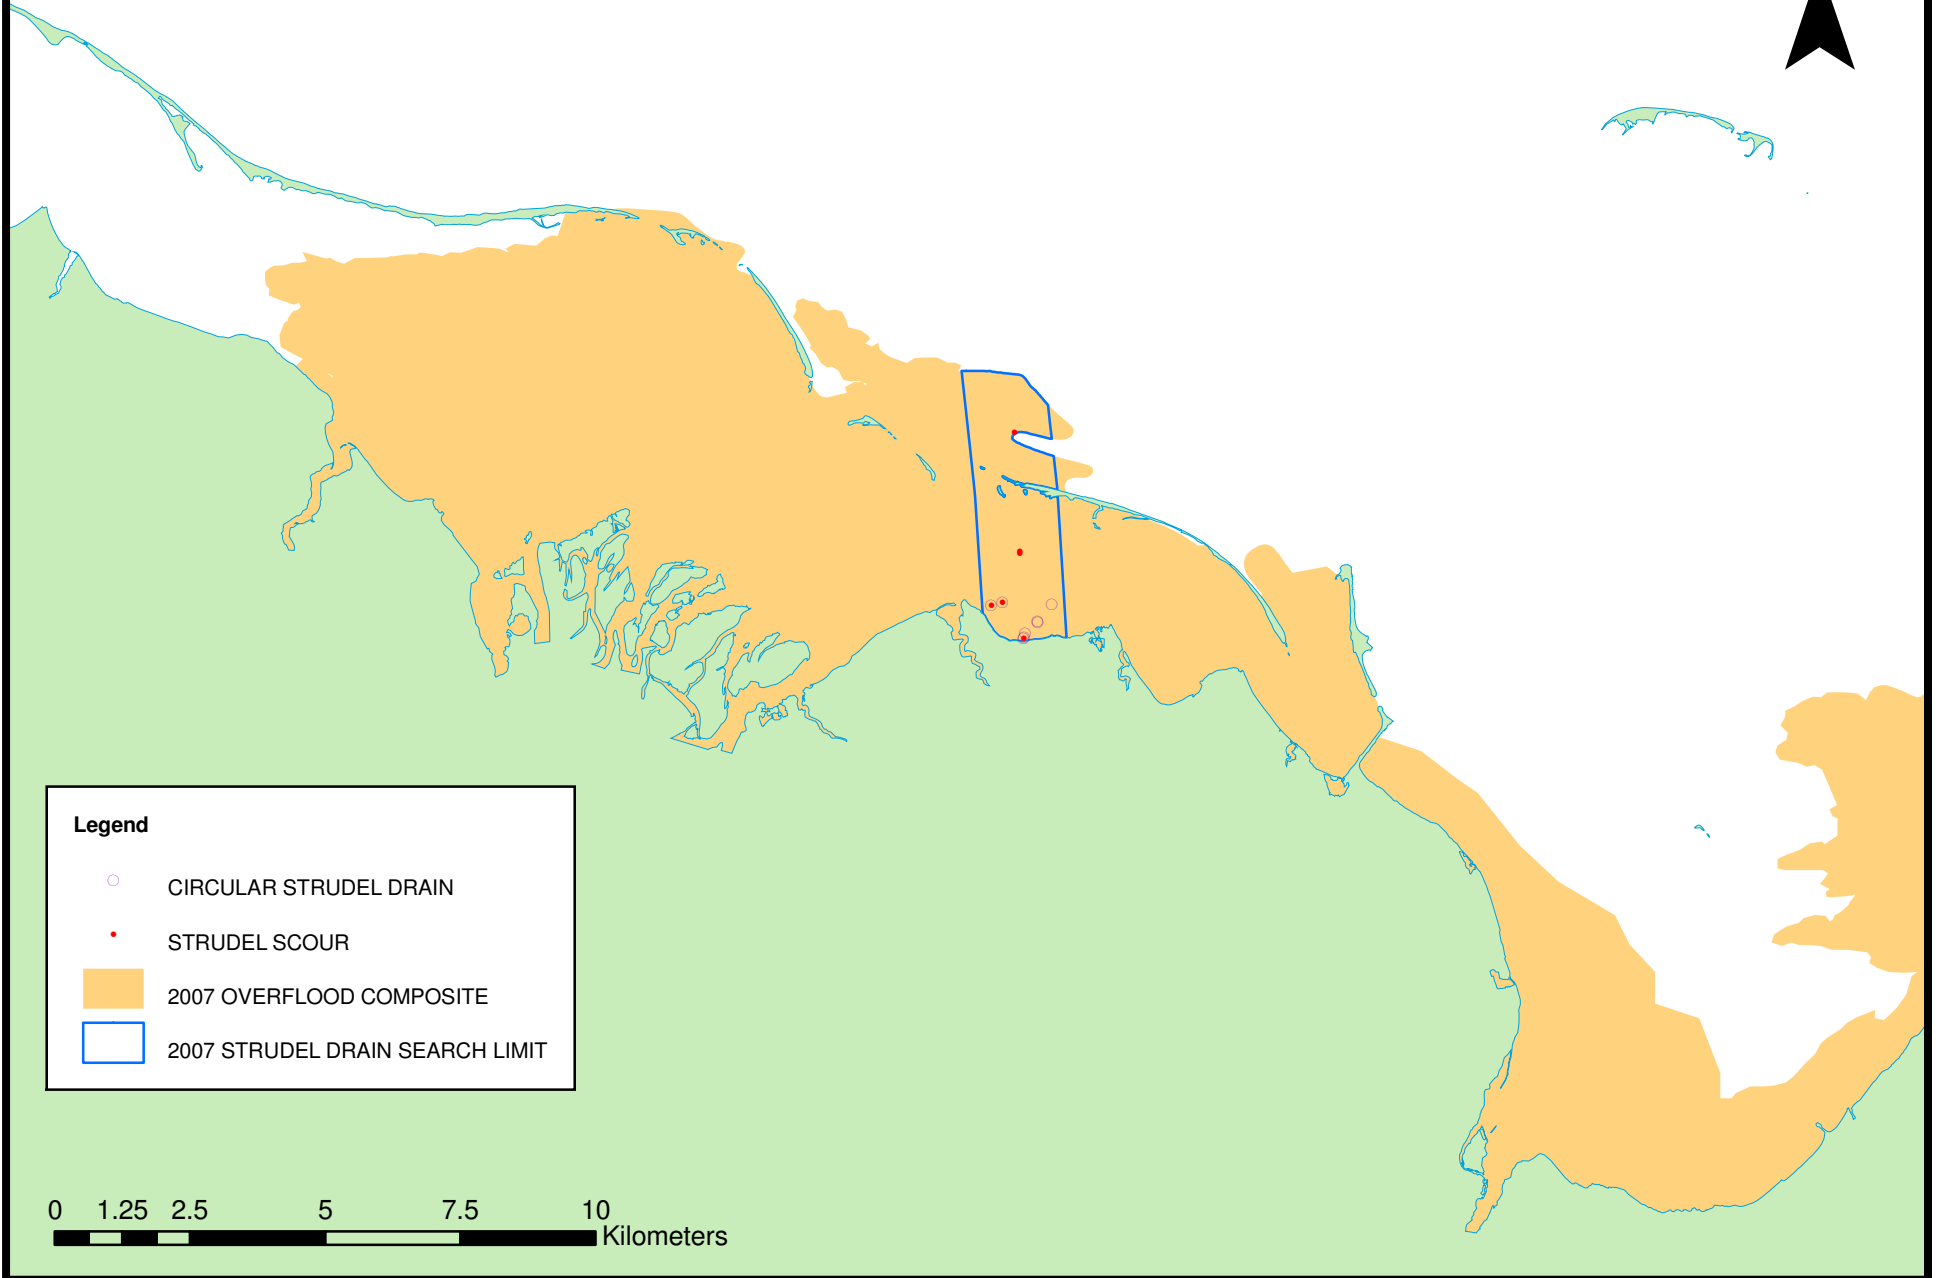 Legend
CIRCULAR STRUDEL DRAIN
STRUDEL SCOUR
2007 OVERFLOOD COMPOSITE
2007 STRUDEL DRAIN SEARCH LIMIT
0 1.25 2.5 5 7.5 10
Kilometers